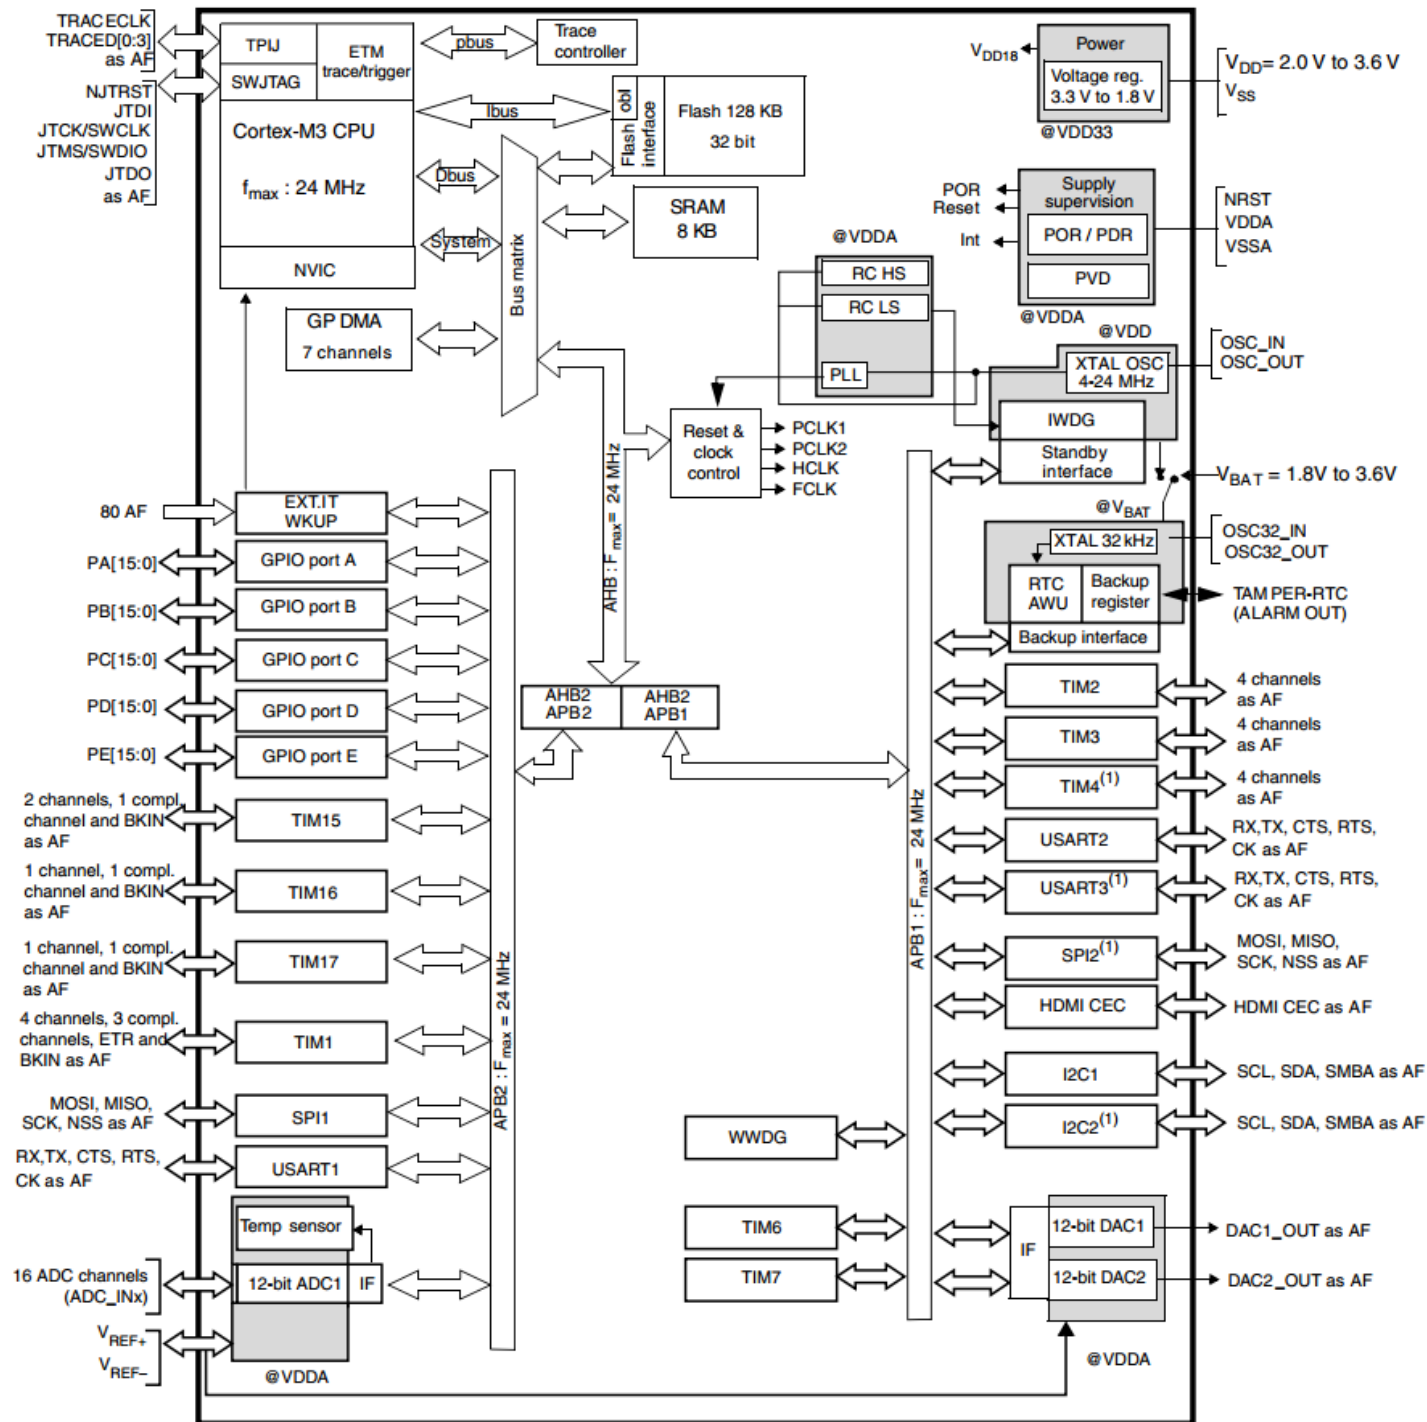 TRACECLK
TRACED[0:3]
as AF
NJTRST
JTDI
JTCK/SWCLK
JTMS/SWDIO
JTDO
as AF
TPIJ
SWJTAG
ETM
trace/trigger
Cortex-M3 CPU
fmax : 24 MHz
NVIC
pbus
Trace
controller
Ibus
Dbus
System
Bus matrix
Flash
interface
obl
Flash 128 KB
32 bit
SRAM
8 KB
GP DMA
7 channels
VDD18
Power
Voltage reg.
3.3 V to 1.8 V
@VDD33
VDD= 2.0 V to 3.6 V
VSS
POR
Reset
Int
Supply
supervision
POR / PDR
PVD
@VDDA
NRST
VDDA
VSSA
@VDDA
RC HS
RC LS
PLL
@VDD
XTAL OSC
4-24 MHz
IWDG
Standby
interface
OSC_IN
OSC_OUT
Reset &
clock
control
PCLK1
PCLK2
HCLK
FCLK
VBAT = 1.8V to 3.6V
@VBAT
XTAL 32 kHz
RTC
AWU
Backup
register
Backup interface
OSC32_IN
OSC32_OUT
TAMPER-RTC
(ALARM OUT)
AHB : Fmax= 24 MHz
AHB2
APB2
AHB2
APB1
80 AF
EXT.IT
WKUP
PA[15:0]
GPIO port A
PB[15:0]
GPIO port B
PC[15:0]
GPIO port C
PD[15:0]
GPIO port D
PE[15:0]
GPIO port E
2 channels, 1 compl.
channel and BKIN
as AF
TIM15
1 channel, 1 compl.
channel and BKIN
as AF
TIM16
1 channel, 1 compl.
channel and BKIN
as AF
TIM17
4 channels, 3 compl.
channels, ETR and
BKIN as AF
TIM1
MOSI, MISO,
SCK, NSS as AF
SPI1
RX,TX, CTS, RTS,
CK as AF
USART1
Temp sensor
16 ADC channels
(ADC_INx)
12-bit ADC1
IF
VREF+
VREF–
@VDDA
APB2 : Fmax = 24 MHz
APB1 : Fmax= 24 MHz
TIM2
4 channels
as AF
TIM3
4 channels
as AF
TIM4(1)
4 channels
as AF
USART2
RX,TX, CTS, RTS,
CK as AF
USART3(1)
RX,TX, CTS, RTS,
CK as AF
SPI2(1)
MOSI, MISO,
SCK, NSS as AF
HDMI CEC
HDMI CEC as AF
I2C1
SCL, SDA, SMBA as AF
I2C2(1)
SCL, SDA, SMBA as AF
WWDG
TIM6
TIM7
IF
12-bit DAC1
DAC1_OUT as AF
12-bit DAC2
DAC2_OUT as AF
@VDDA